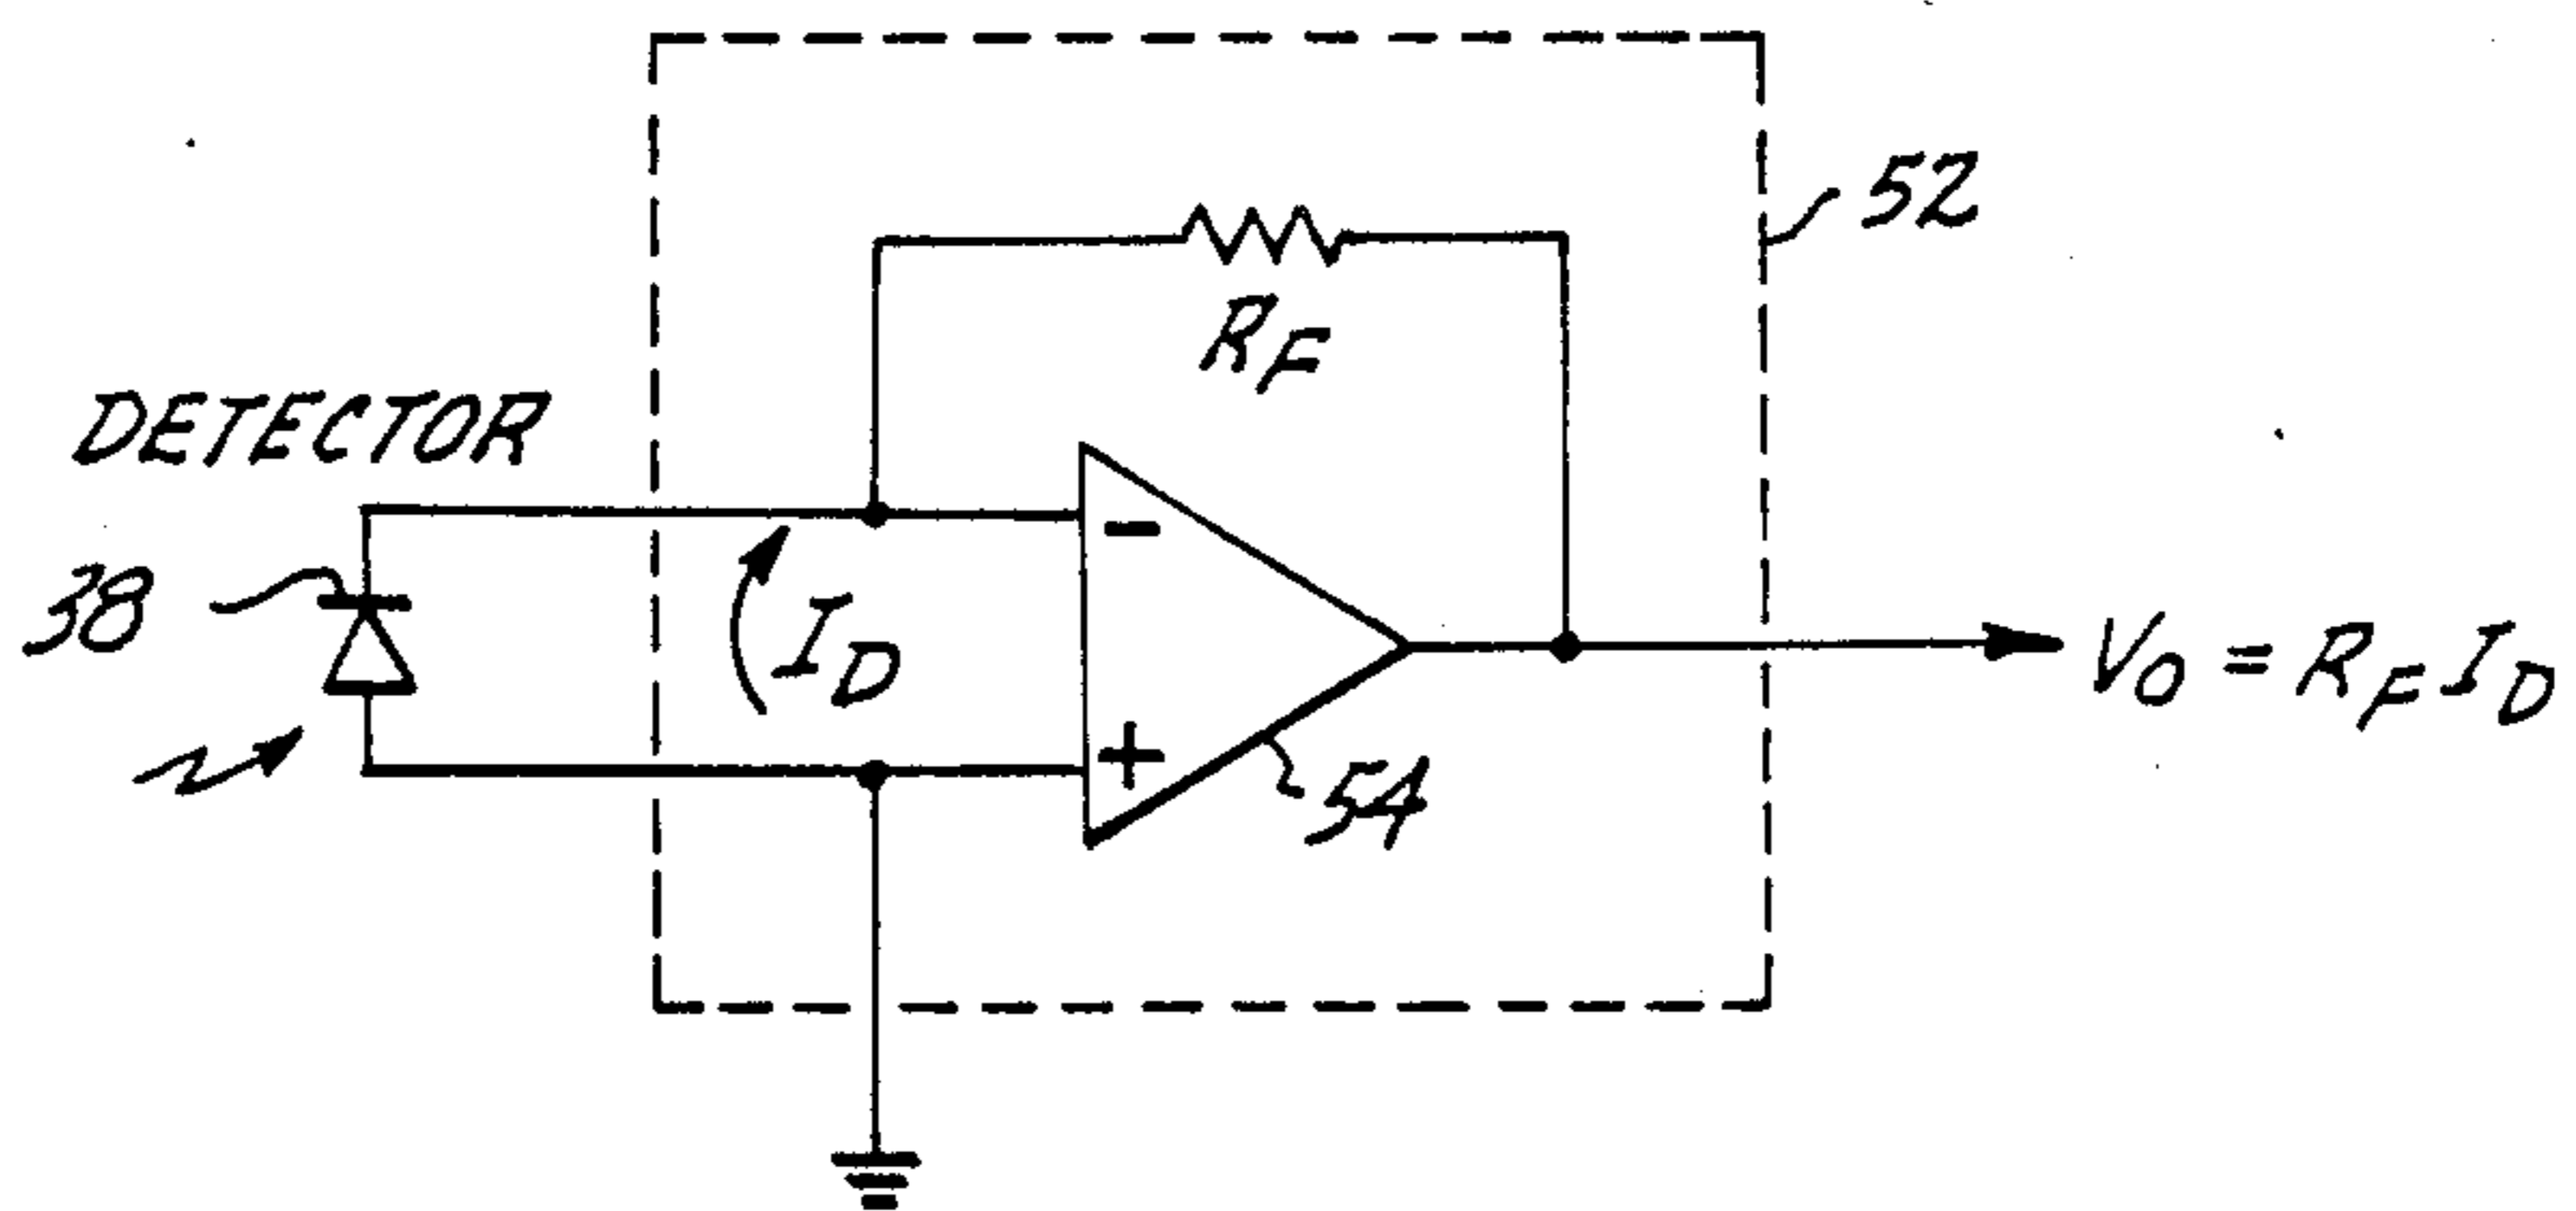 52
R_F
DETECTOR
38
I_D
-
+
54
V_O = R_F I_D